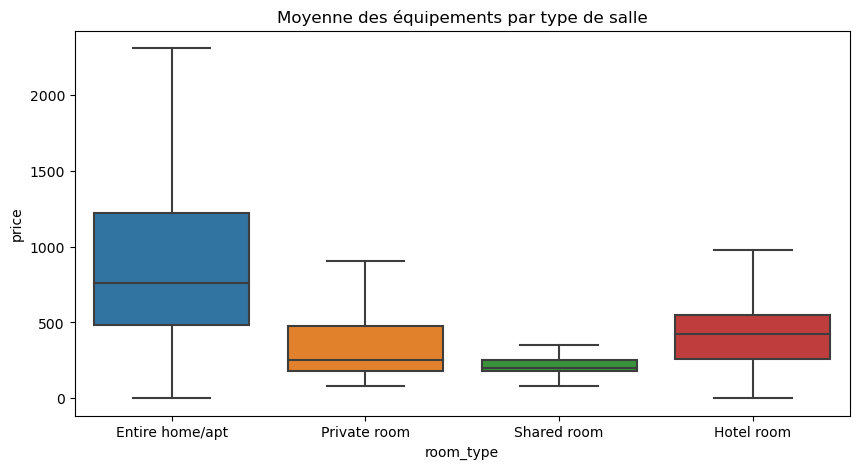 Moyenne des équipements par type de salle
price
2000
1500
1000
500
0
Entire home/apt
Private room
Shared room
Hotel room
room_type